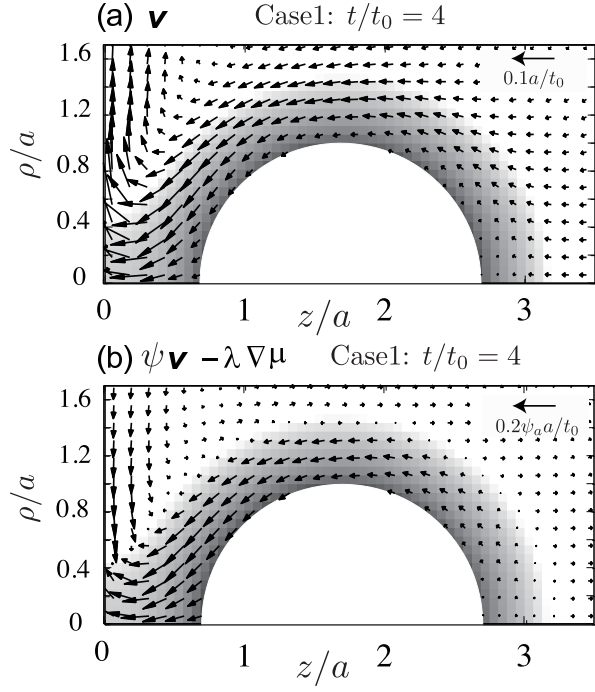 (a) v Case1: t/t₀ = 4
1.6
1.2
0.8
0.4
0
ρ/a
0.1a/t₀
0 1 2 3
z/a
(b) ψv −λ∇μ Case1: t/t₀ = 4
1.6
1.2
0.8
0.4
0
ρ/a
0.2ψₐa/t₀
0 1 2 3
z/a